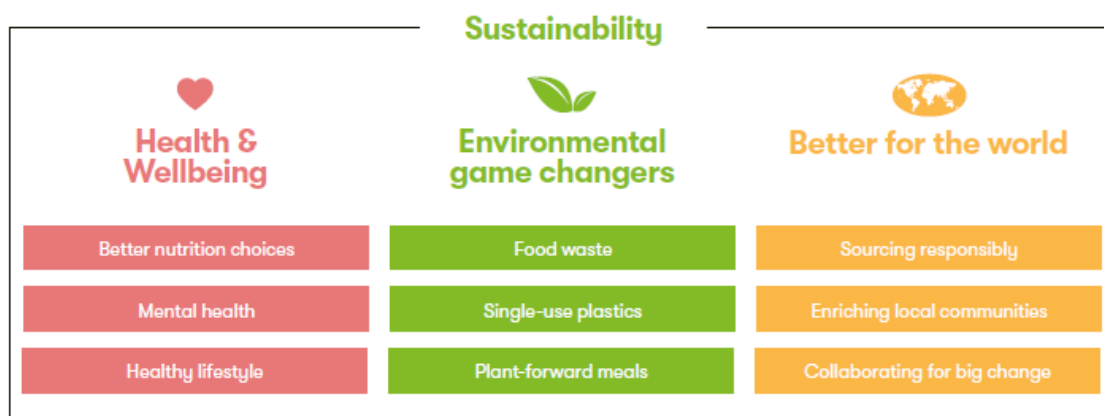 Sustainability
Health &
Wellbeing
Better nutrition choices
Mental health
Healthy lifestyle
Environmental
game changers
Food waste
Single-use plastics
Plant-forward meals
Better for the world
Sourcing responsibly
Enriching local communities
Collaborating for big change